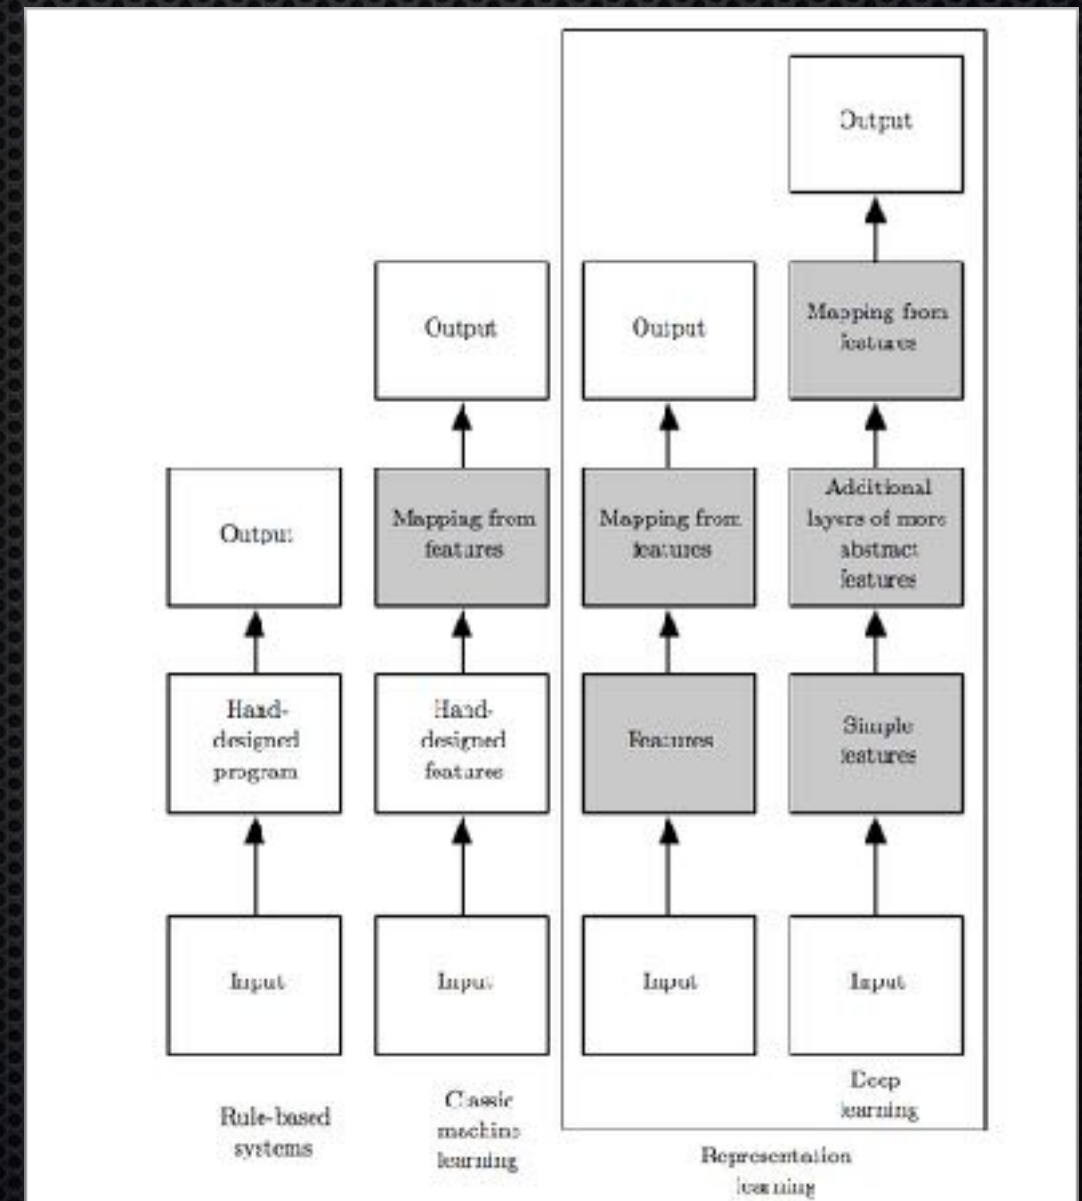 Output
Output
Output
Mapping from
features
Output
Mapping from
features
Mapping from
features
Additional
layers of more
abstract
features
Hand-
designed
program
Hand-
designed
features
Features
Simple
features
Input
Input
Input
Input
Rule-based
systems
Classic
machine
learning
Deep
learning
Representation
learning